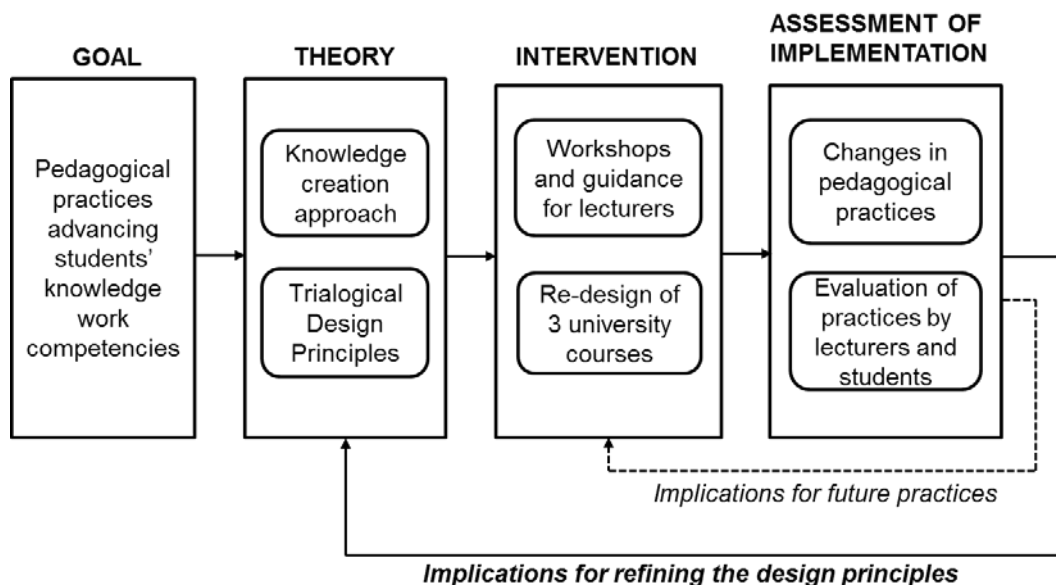 GOAL
Pedagogical
practices
advancing
students’
knowledge
work
competencies
THEORY
Knowledge
creation
approach
Trialogical
Design
Principles
INTERVENTION
Workshops
and guidance
for lecturers
Re-design of
3 university
courses
ASSESSMENT OF
IMPLEMENTATION
Changes in
pedagogical
practices
Evaluation of
practices by
lecturers and
students
Implications for future practices
Implications for refining the design principles